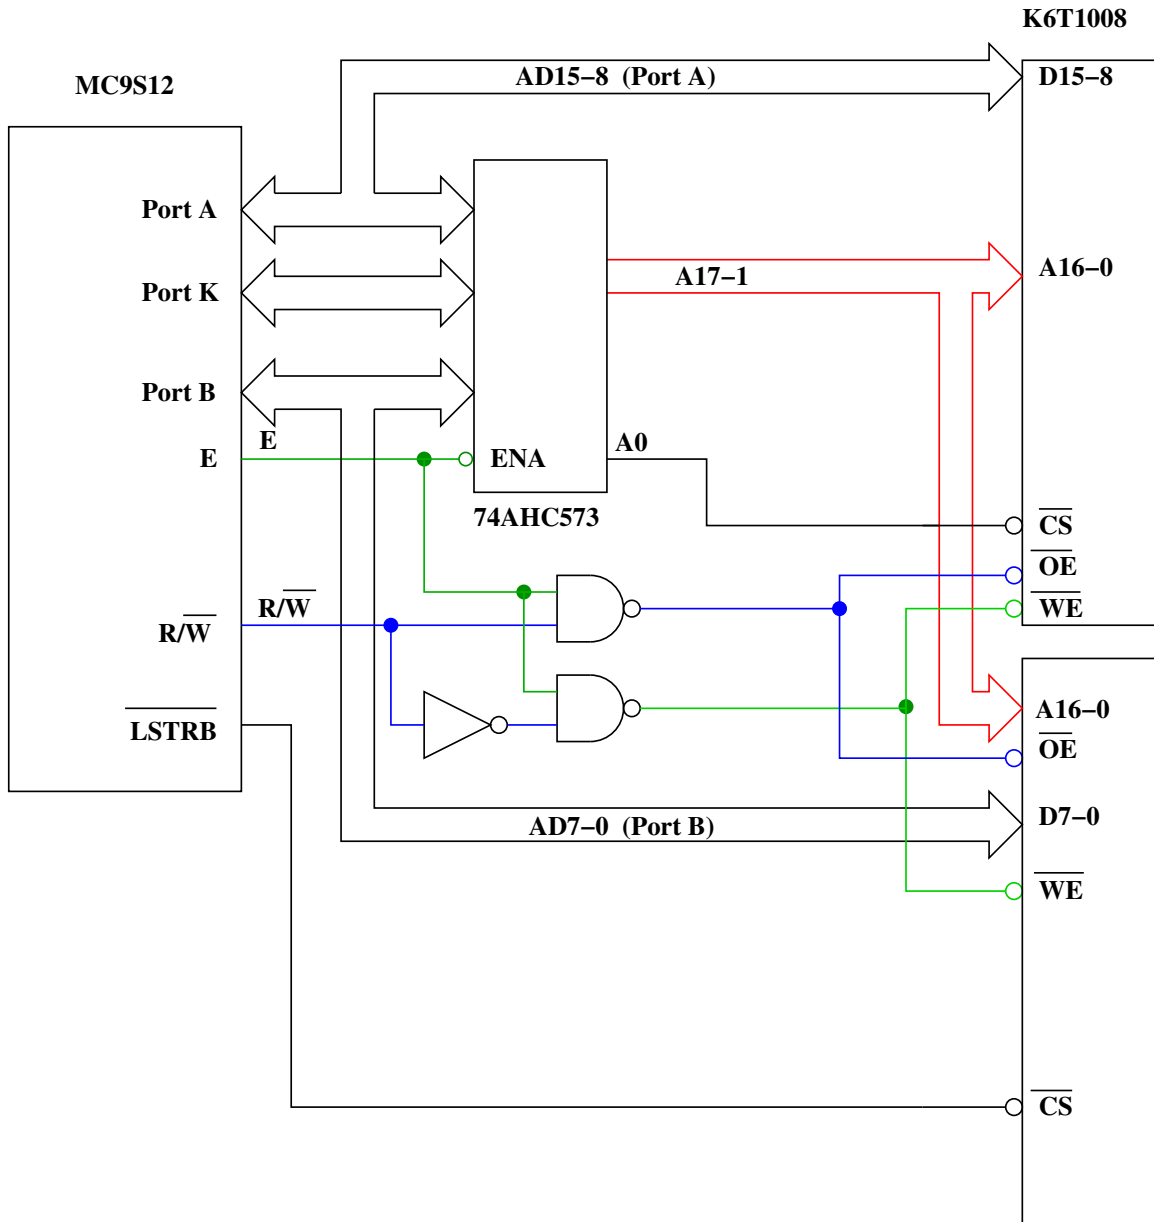 K6T1008
MC9S12
AD15−8 (Port A)
D15−8
Port A
A17−1
A16−0
Port K
Port B
E
E
ENA
A0
74AHC573
CS
OE
WE
R/W
R/W
LSTRB
A16−0
OE
AD7−0 (Port B)
D7−0
WE
CS